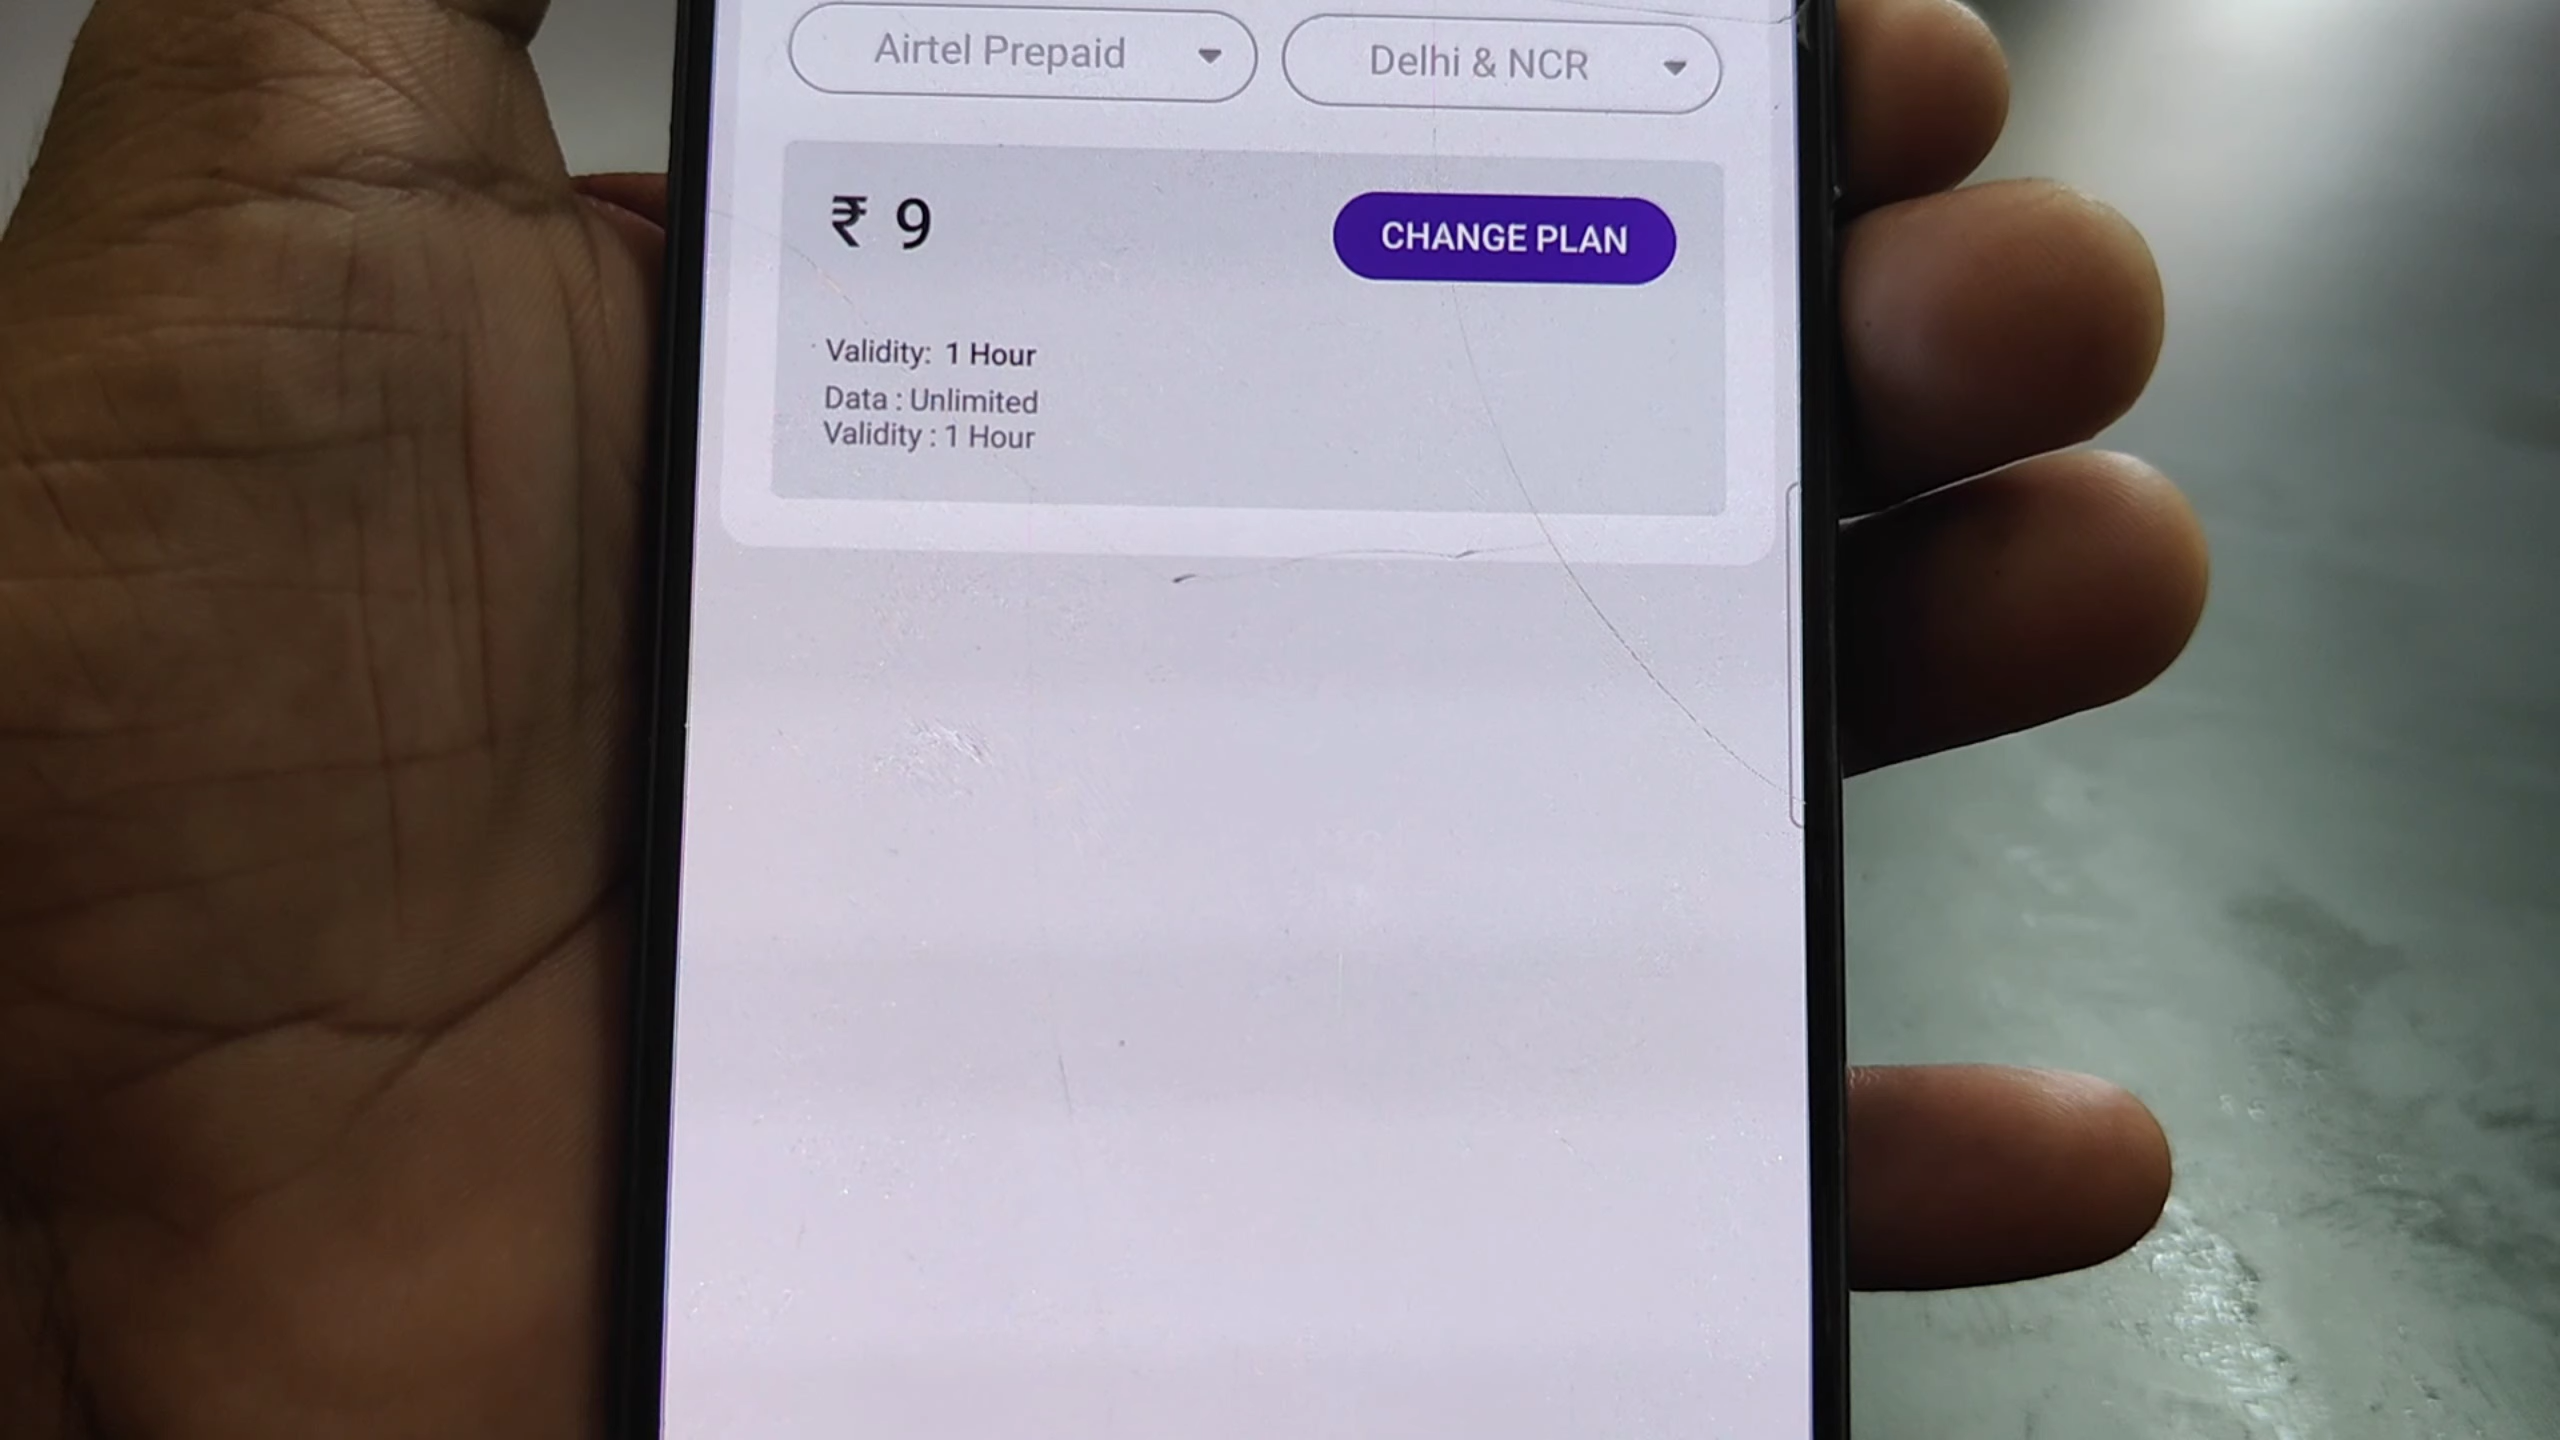 Airtel Prepaid
Delhi & NCR
₹ 9
CHANGE PLAN
Validity: 1 Hour
Data : Unlimited
Validity : 1 Hour